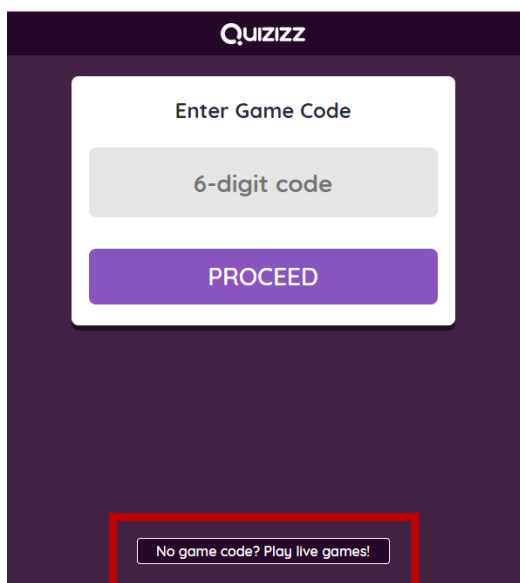 Quizizz
Enter Game Code
6-digit code
PROCEED
No game code? Play live games!